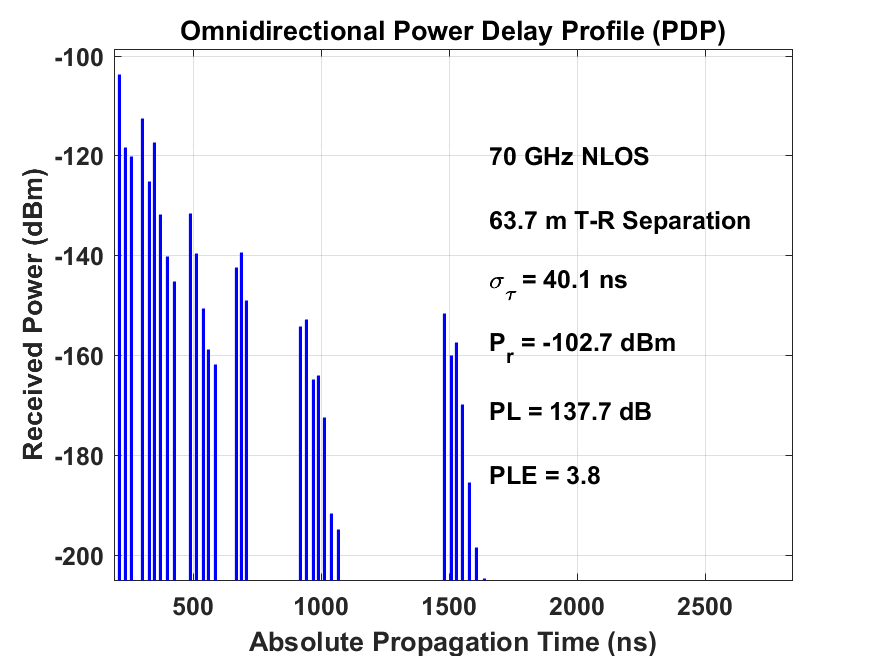 Omnidirectional Power Delay Profile (PDP)
-100
-120
-140
-160
-180
-200
Received Power (dBm)
70 GHz NLOS
63.7 m T-R Separation
σ_τ = 40.1 ns
P_r = -102.7 dBm
PL = 137.7 dB
PLE = 3.8
500 1000 1500 2000 2500
Absolute Propagation Time (ns)